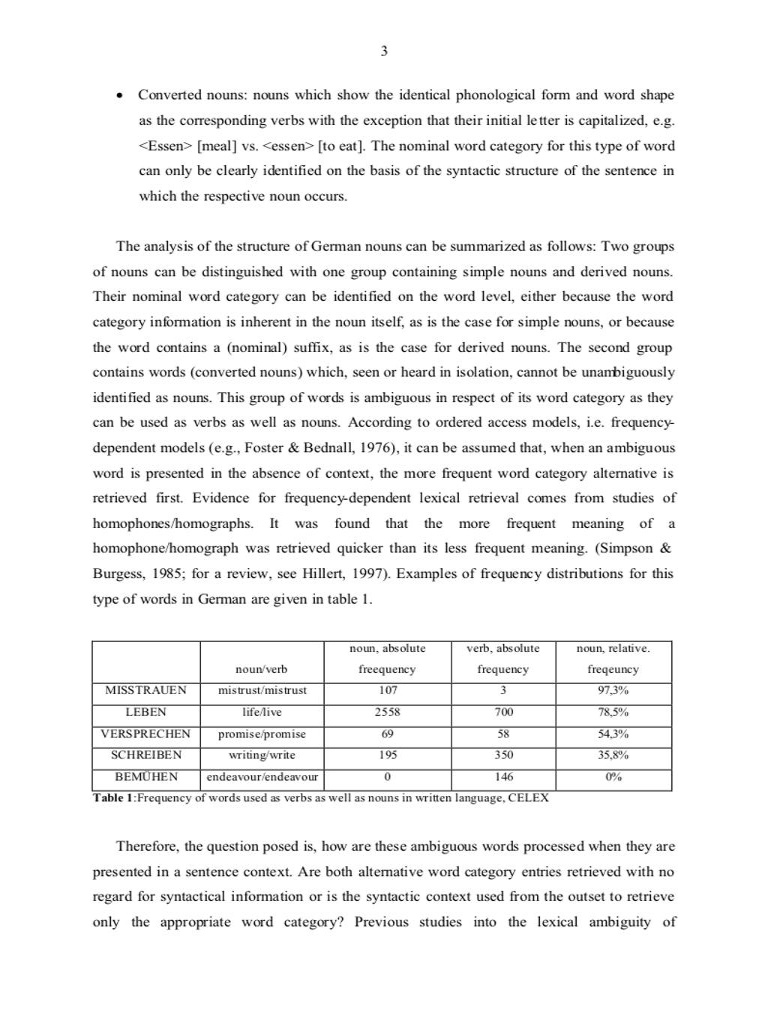 3
• Converted nouns: nouns which show the identical phonological form and word shape
as the corresponding verbs with the exception that their initial letter is capitalized, e.g.
<Essen> [meal] vs. <essen> [to eat]. The nominal word category for this type of word
can only be clearly identified on the basis of the syntactic structure of the sentence in
which the respective noun occurs.
The analysis of the structure of German nouns can be summarized as follows: Two groups
of nouns can be distinguished with one group containing simple nouns and derived nouns.
Their nominal word category can be identified on the word level, either because the word
category information is inherent in the noun itself, as is the case for simple nouns, or because
the word contains a (nominal) suffix, as is the case for derived nouns. The second group
contains words (converted nouns) which, seen or heard in isolation, cannot be unambiguously
identified as nouns. This group of words is ambiguous in respect of its word category as they
can be used as verbs as well as nouns. According to ordered access models, i.e. frequency-
dependent models (e.g., Foster & Bednall, 1976), it can be assumed that, when an ambiguous
word is presented in the absence of context, the more frequent word category alternative is
retrieved first. Evidence for frequency-dependent lexical retrieval comes from studies of
homophones/homographs. It was found that the more frequent meaning of a
homophone/homograph was retrieved quicker than its less frequent meaning. (Simpson &
Burgess, 1985; for a review, see Hillert, 1997). Examples of frequency distributions for this
type of words in German are given in table 1.
noun, absolute verb, absolute noun, relative.
noun/verb freequency frequency freqeuncy
MISSTRAUEN mistrust/mistrust 107 3 97,3%
LEBEN life/live 2558 700 78,5%
VERSPRECHEN promise/promise 69 58 54,3%
SCHREIBEN writing/write 195 350 35,8%
BEMÜHEN endeavour/endeavour 0 146 0%
Table 1:Frequency of words used as verbs as well as nouns in written language, CELEX
Therefore, the question posed is, how are these ambiguous words processed when they are
presented in a sentence context. Are both alternative word category entries retrieved with no
regard for syntactical information or is the syntactic context used from the outset to retrieve
only the appropriate word category? Previous studies into the lexical ambiguity of